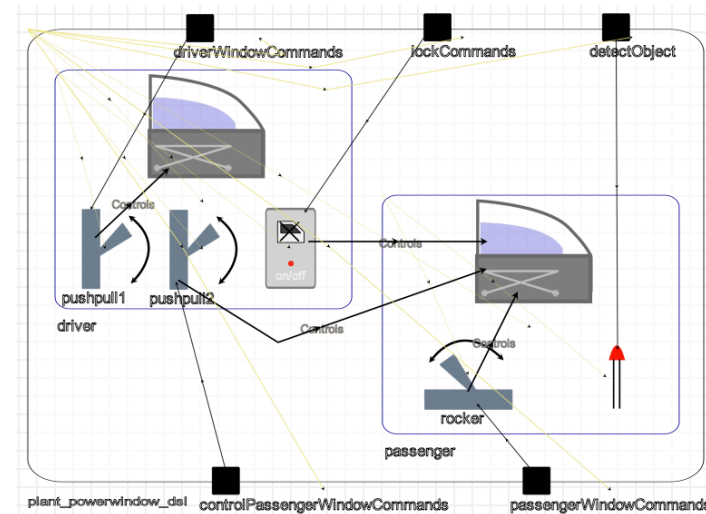 driverWindowCommands
lockCommands
detectObject
Controls
pushpull1
pushpull2
on/off
driver
Controls
Controls
Controls
rocker
passenger
plant_powerwindow_dsl
controlPassengerWindowCommands
passengerWindowCommands